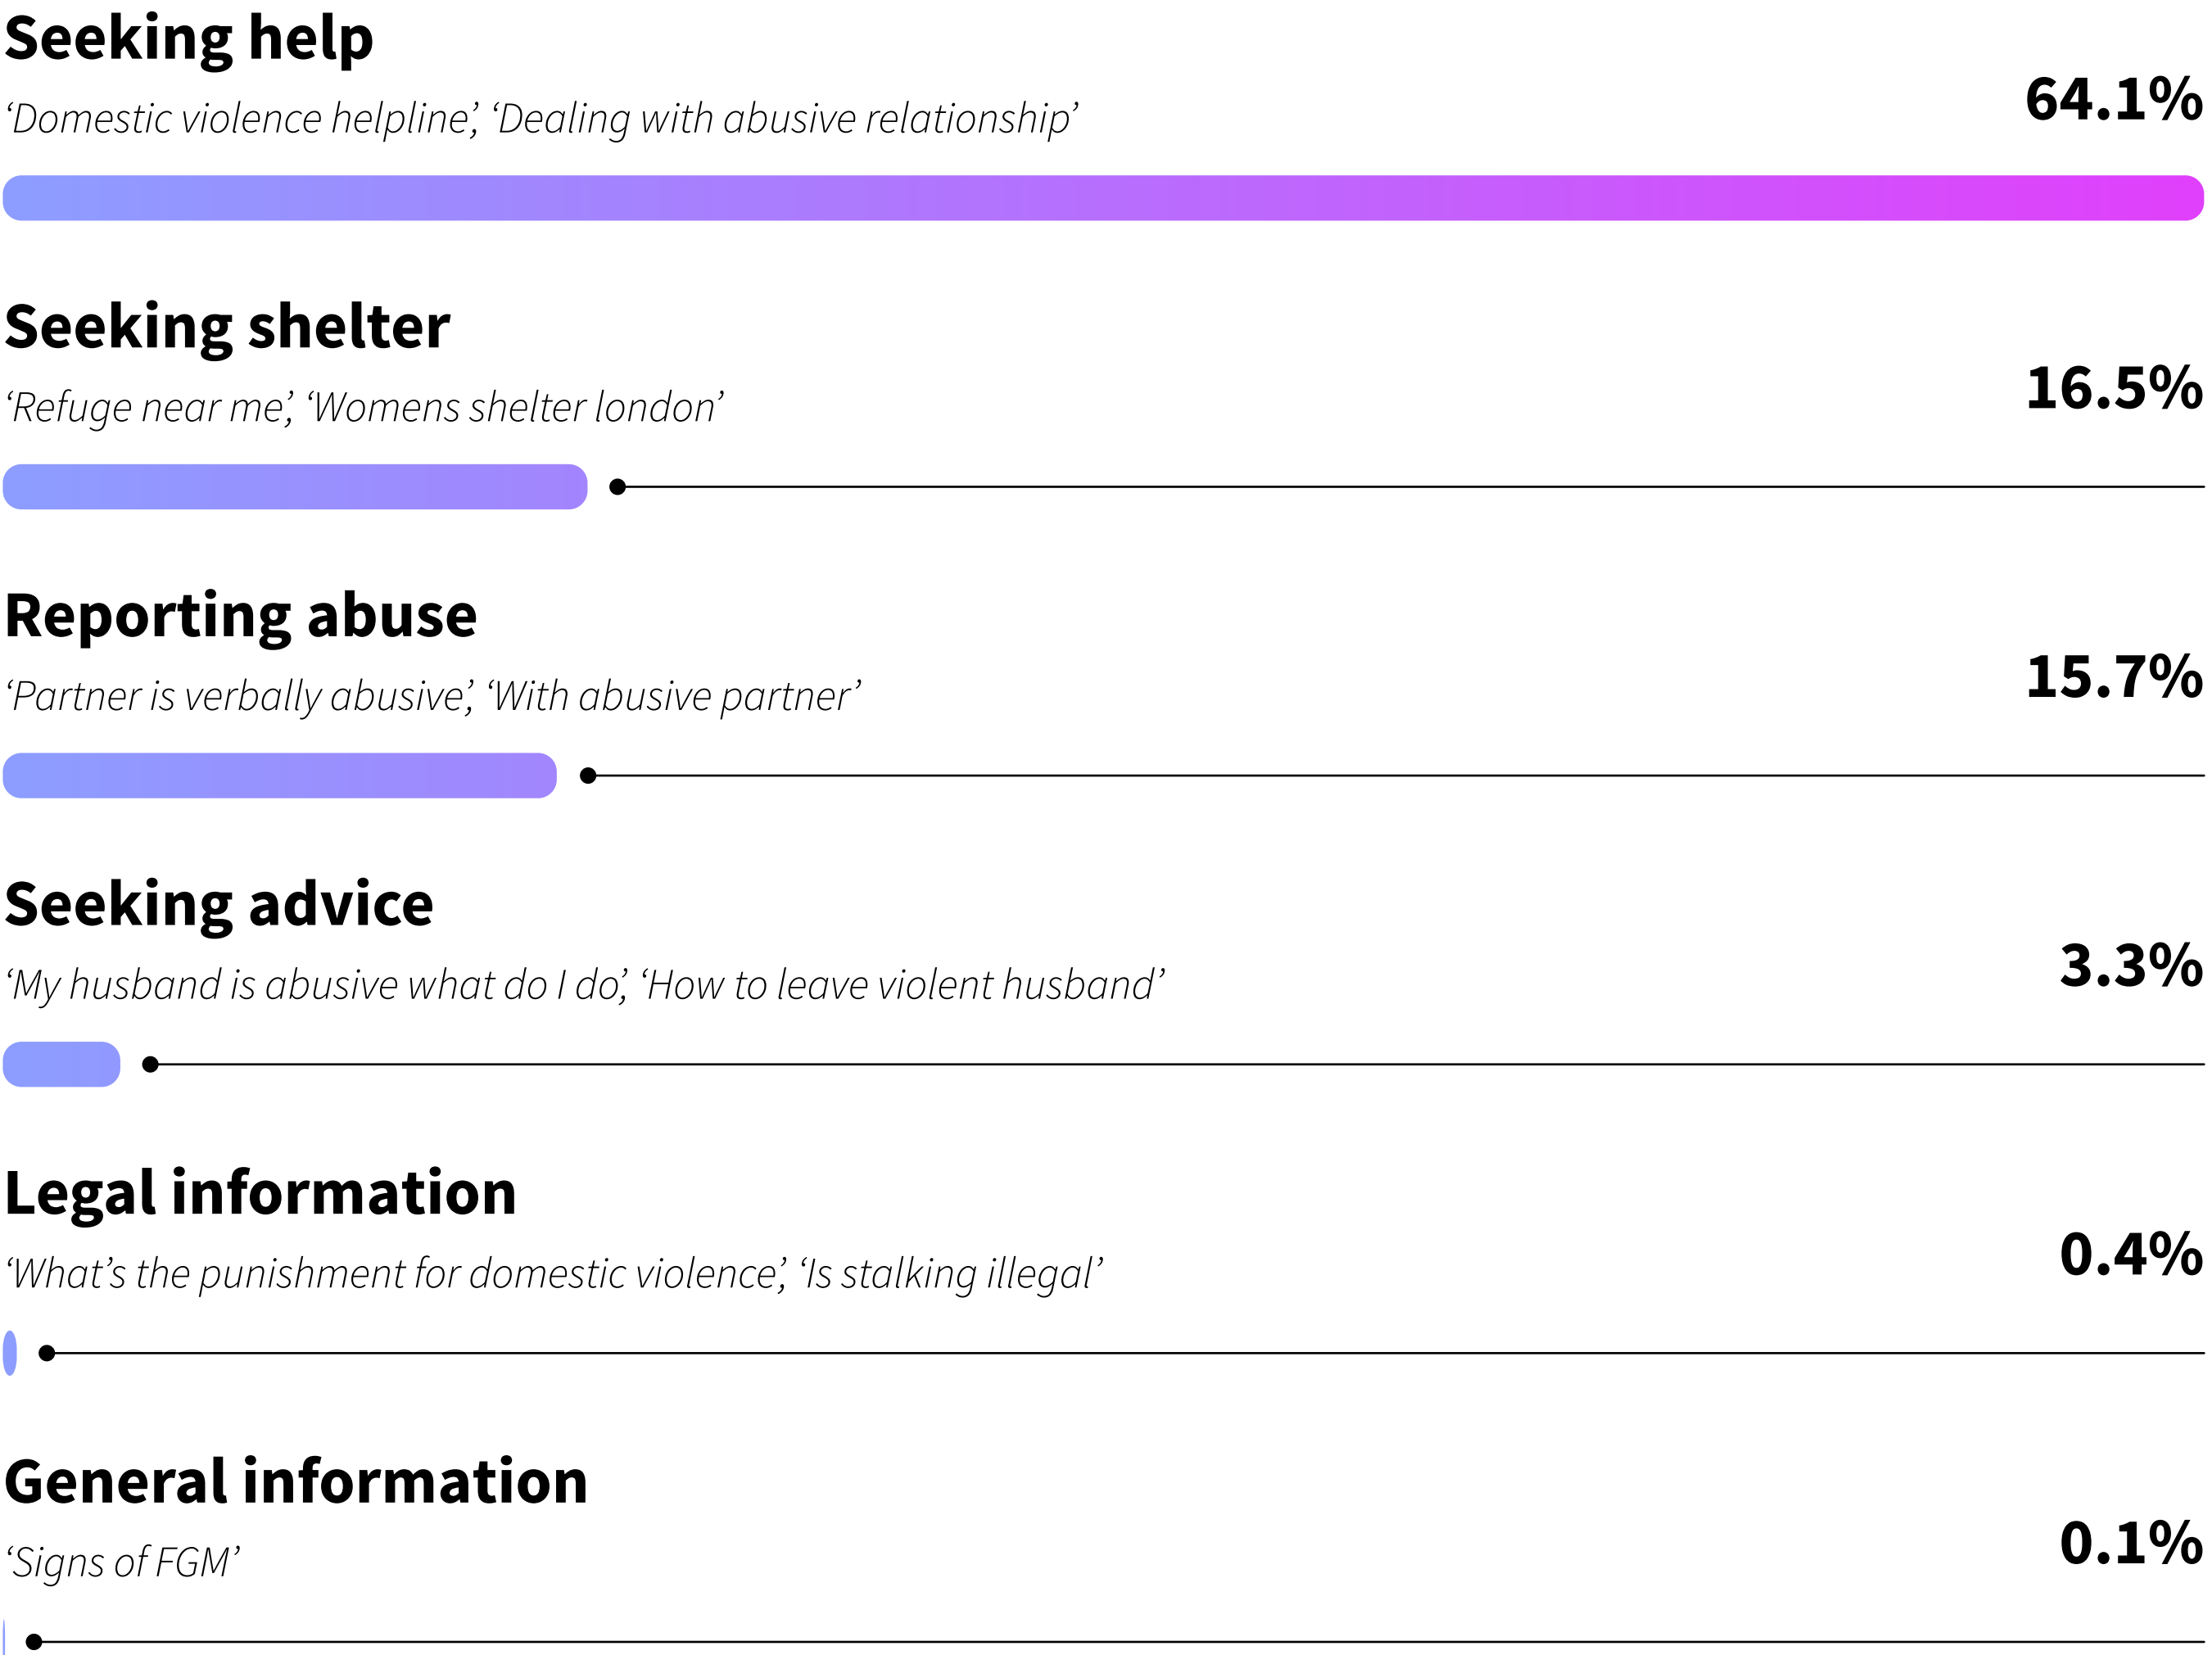 Seeking help
‘Domestic violence helpline’, ‘Dealing with abusive relationship’
64.1%
Seeking shelter
‘Refuge near me’, ‘Womens shelter london’
16.5%
Reporting abuse
‘Partner is verbally abusive’, ‘With abusive partner’
15.7%
Seeking advice
‘My husband is abusive what do I do’, ‘How to leave violent husband’
3.3%
Legal information
‘What’s the punishment for domestic violence’, ‘Is stalking illegal’
0.4%
General information
‘Signs of FGM’
0.1%